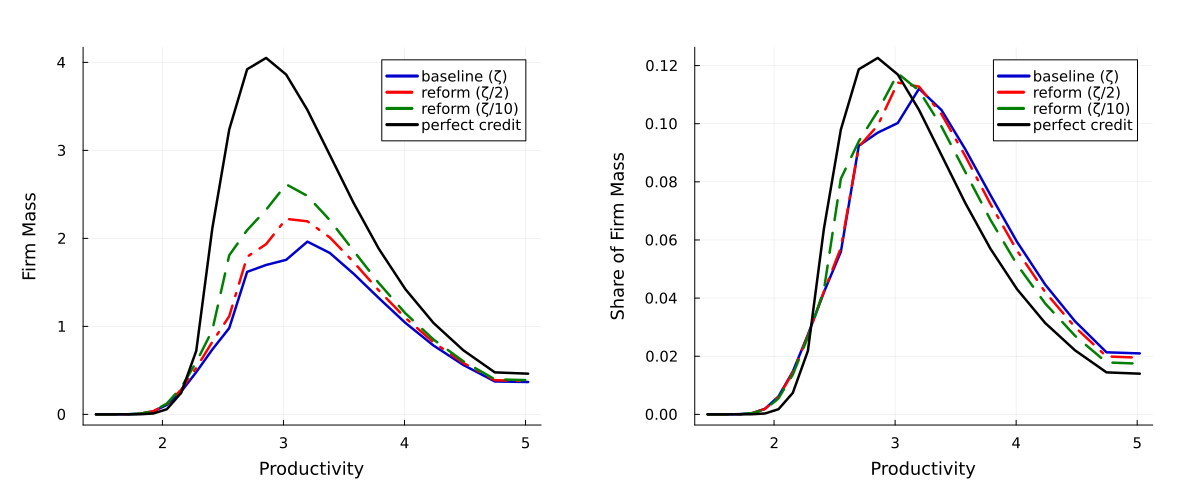 Firm Mass
4
3
2
1
0
baseline (ζ)
reform (ζ/2)
reform (ζ/10)
perfect credit
2
3
4
5
Productivity
Share of Firm Mass
0.12
0.10
0.08
0.06
0.04
0.02
0.00
baseline (ζ)
reform (ζ/2)
reform (ζ/10)
perfect credit
2
3
4
5
Productivity